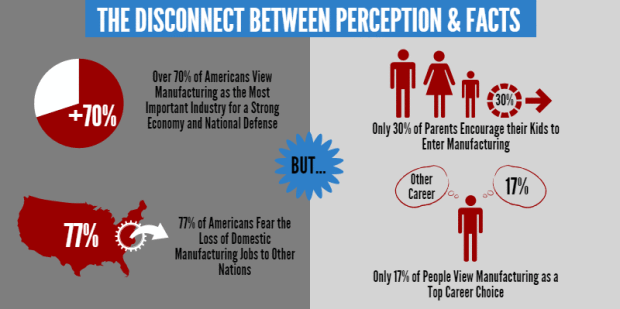 THE DISCONNECT BETWEEN PERCEPTION & FACTS
+70%
Over 70% of Americans View
Manufacturing as the Most
Important Industry for a Strong
Economy and National Defense
77%
77% of Americans Fear the
Loss of Domestic
Manufacturing Jobs to Other
Nations
BUT...
30%
Only 30% of Parents Encourage their Kids to
Enter Manufacturing
Other
Career
17%
Only 17% of People View Manufacturing as a
Top Career Choice